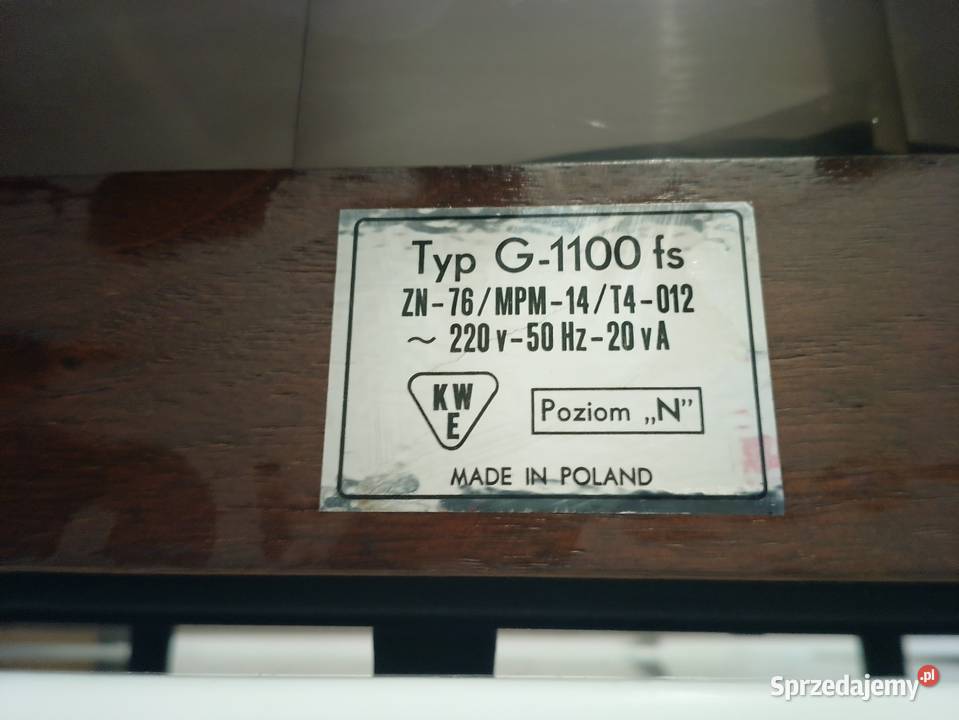 Typ G-1100 fs
ZN-76/MPM-14/T4-012
~ 220 v-50 Hz-20 vA
KW
E
Poziom „N”
MADE IN POLAND
Sprzedajemy.pl